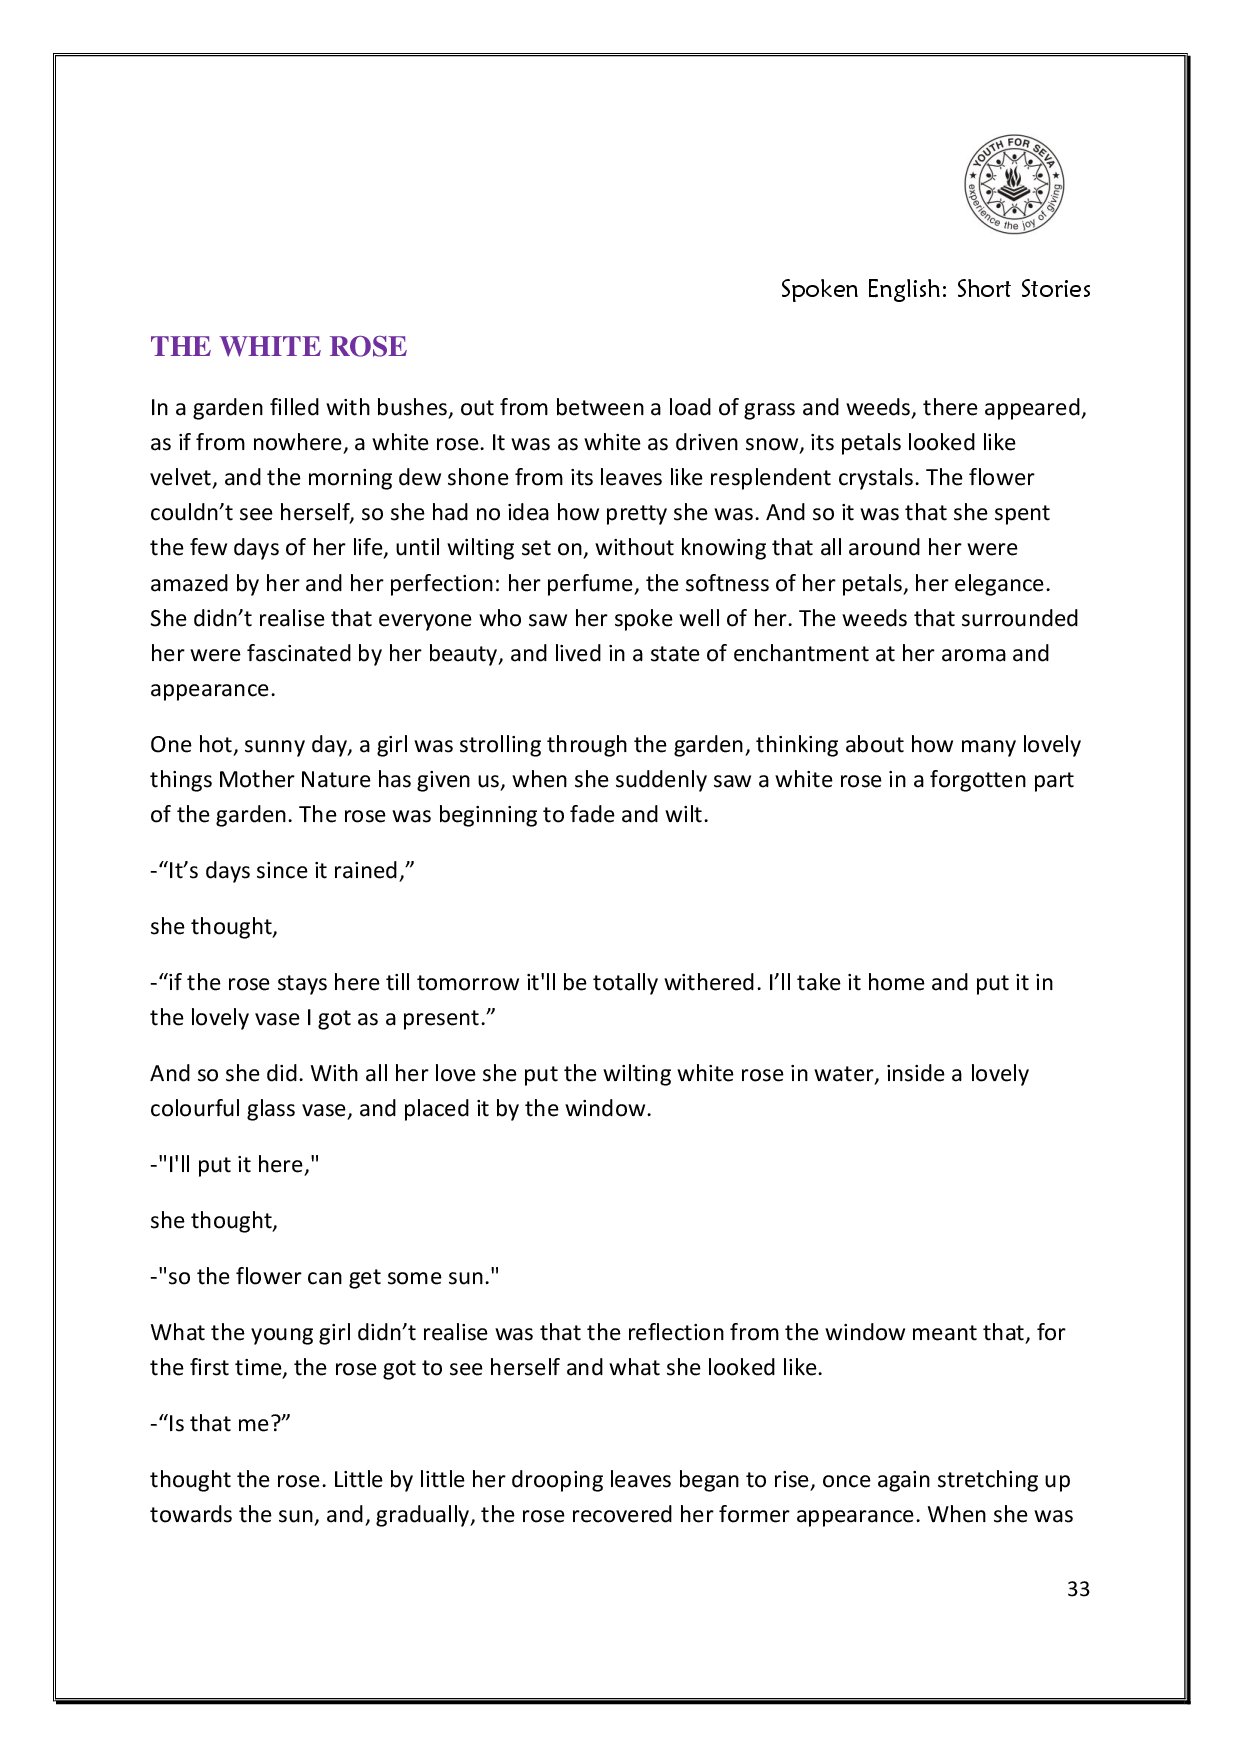 YOUTH FOR SEVA
experience the joy of giving
Spoken English: Short Stories
THE WHITE ROSE
In a garden filled with bushes, out from between a load of grass and weeds, there appeared,
as if from nowhere, a white rose. It was as white as driven snow, its petals looked like
velvet, and the morning dew shone from its leaves like resplendent crystals. The flower
couldn’t see herself, so she had no idea how pretty she was. And so it was that she spent
the few days of her life, until wilting set on, without knowing that all around her were
amazed by her and her perfection: her perfume, the softness of her petals, her elegance.
She didn’t realise that everyone who saw her spoke well of her. The weeds that surrounded
her were fascinated by her beauty, and lived in a state of enchantment at her aroma and
appearance.
One hot, sunny day, a girl was strolling through the garden, thinking about how many lovely
things Mother Nature has given us, when she suddenly saw a white rose in a forgotten part
of the garden. The rose was beginning to fade and wilt.
-“It’s days since it rained,”
she thought,
-“if the rose stays here till tomorrow it'll be totally withered. I’ll take it home and put it in
the lovely vase I got as a present.”
And so she did. With all her love she put the wilting white rose in water, inside a lovely
colourful glass vase, and placed it by the window.
-"I'll put it here,"
she thought,
-"so the flower can get some sun."
What the young girl didn’t realise was that the reflection from the window meant that, for
the first time, the rose got to see herself and what she looked like.
-“Is that me?”
thought the rose. Little by little her drooping leaves began to rise, once again stretching up
towards the sun, and, gradually, the rose recovered her former appearance. When she was
33